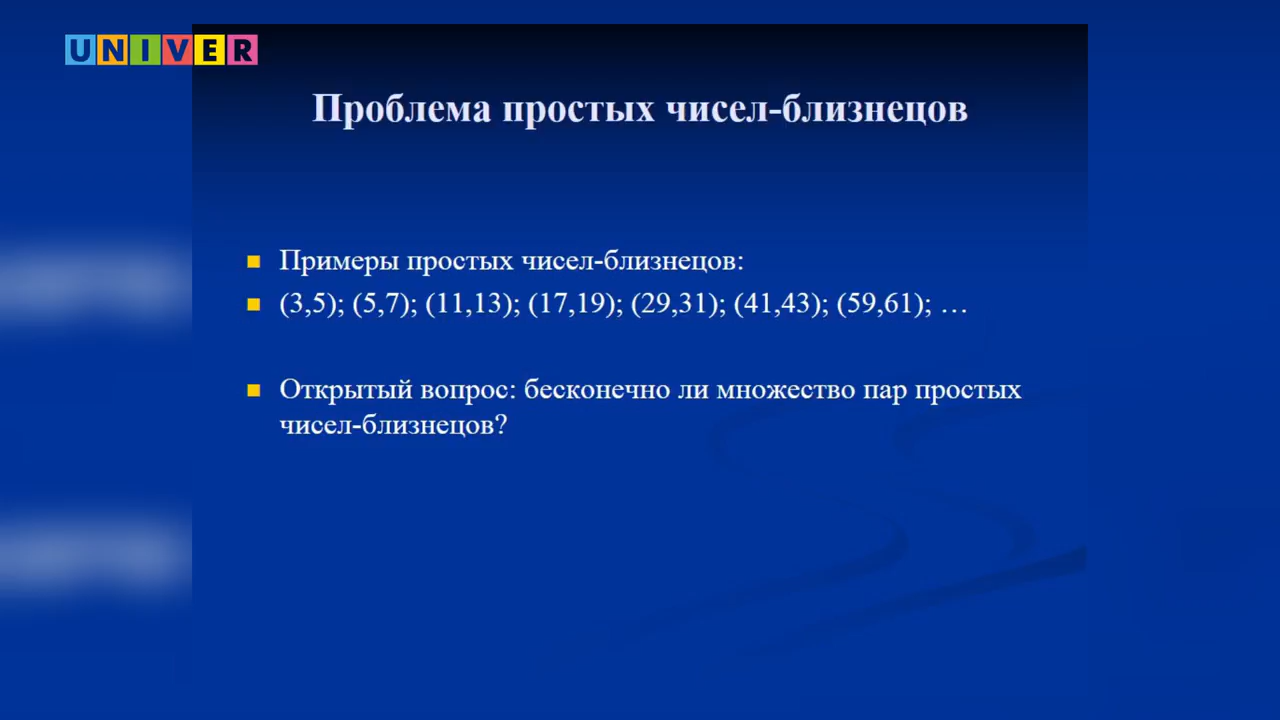 UNIVER
Проблема простых чисел-близнецов
Примеры простых чисел-близнецов:
(3,5); (5,7); (11,13); (17,19); (29,31); (41,43); (59,61); …
Открытый вопрос: бесконечно ли множество пар простых
чисел-близнецов?